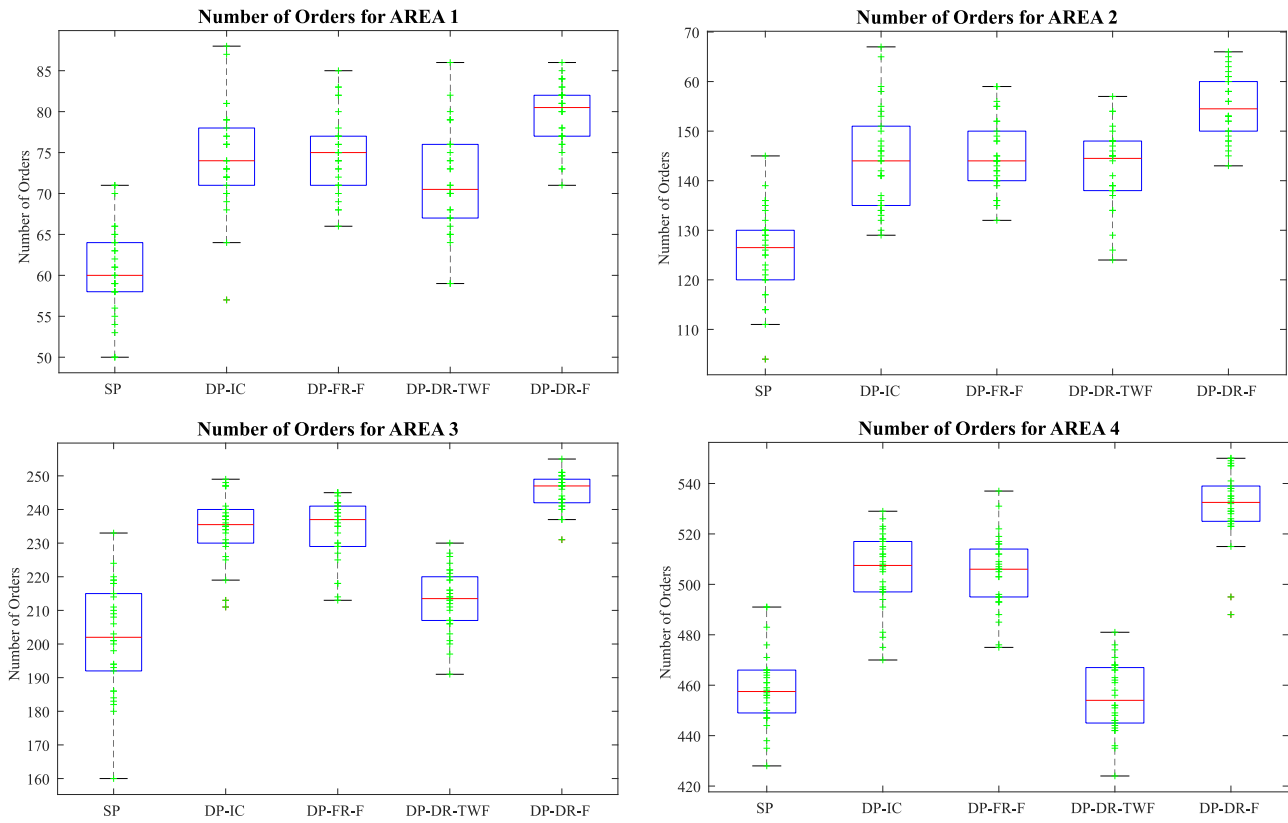 Number of Orders for AREA 1
Number of Orders
85
80
75
70
65
60
55
50
SP DP-IC DP-FR-F DP-DR-TWF DP-DR-F
Number of Orders for AREA 2
Number of Orders
70
160
150
140
130
120
110
SP DP-IC DP-FR-F DP-DR-TWF DP-DR-F
Number of Orders for AREA 3
Number of Orders
250
240
230
220
210
200
190
180
170
160
SP DP-IC DP-FR-F DP-DR-TWF DP-DR-F
Number of Orders for AREA 4
Number of Orders
540
520
500
480
460
440
420
SP DP-IC DP-FR-F DP-DR-TWF DP-DR-F